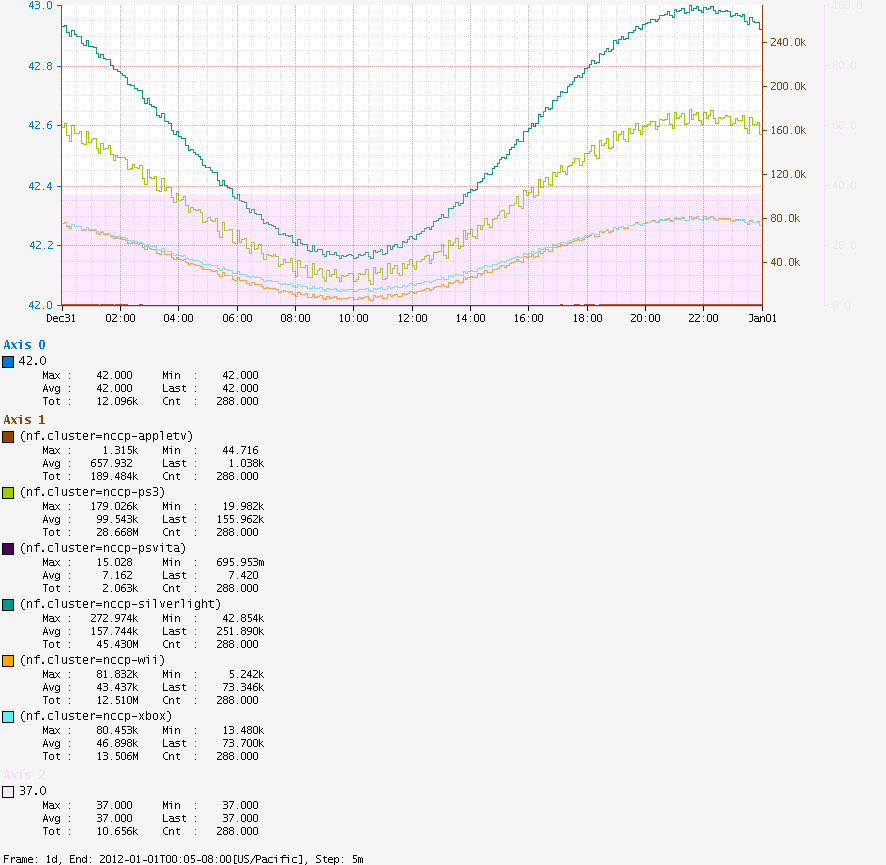 43.0
42.8
42.6
42.4
42.2
42.0
240.0k
200.0k
160.0k
120.0k
80.0k
40.0k
100.0
80.0
60.0
40.0
20.0
0.0
Dec31 02:00 04:00 06:00 08:00 10:00 12:00 14:00 16:00 18:00 20:00 22:00 Jan01
Axis 0
42.0
Max : 42.000 Min : 42.000
Avg : 42.000 Last : 42.000
Tot : 12.096k Cnt : 288.000
Axis 1
(nf.cluster=nccp-appletv)
Max : 1.315k Min : 44.716
Avg : 657.932 Last : 1.038k
Tot : 189.484k Cnt : 288.000
(nf.cluster=nccp-ps3)
Max : 179.026k Min : 19.982k
Avg : 99.543k Last : 155.962k
Tot : 28.668M Cnt : 288.000
(nf.cluster=nccp-psvita)
Max : 15.028 Min : 695.953m
Avg : 7.162 Last : 7.420
Tot : 2.063k Cnt : 288.000
(nf.cluster=nccp-silverlight)
Max : 272.974k Min : 42.854k
Avg : 157.744k Last : 251.890k
Tot : 45.430M Cnt : 288.000
(nf.cluster=nccp-wii)
Max : 81.832k Min : 5.242k
Avg : 43.437k Last : 73.346k
Tot : 12.510M Cnt : 288.000
(nf.cluster=nccp-xbox)
Max : 80.453k Min : 13.480k
Avg : 46.898k Last : 73.700k
Tot : 13.506M Cnt : 288.000
Axis 2
37.0
Max : 37.000 Min : 37.000
Avg : 37.000 Last : 37.000
Tot : 10.656k Cnt : 288.000
Frame: 1d, End: 2012-01-01T00:05-08:00[US/Pacific], Step: 5m